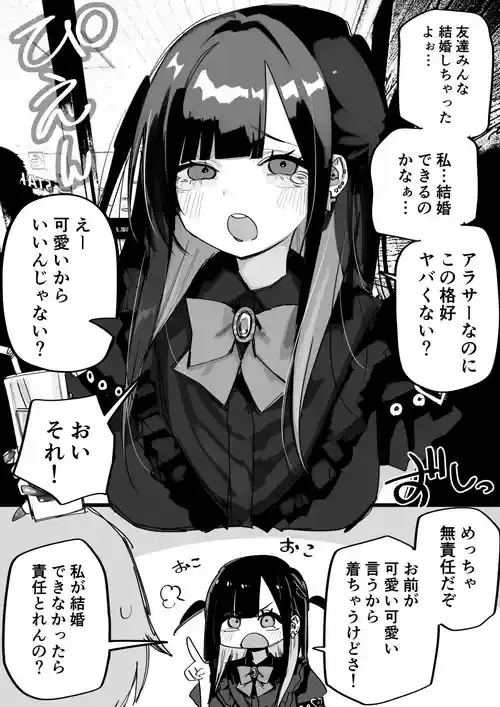 友達みんな
結婚しちゃった
よぉ…
私…結婚
できるの
かなぁ…
アラサーなのに
この格好
ヤバくない?
ぴえん
えー
可愛いから
いいんじゃない?
おい
それ!
ずいっ
めっちゃ
無責任だぞ
お前が
可愛い可愛い
言うから
着ちゃうけどさ!
おこ
おこ
私が結婚
できなかったら
責任とれんの?